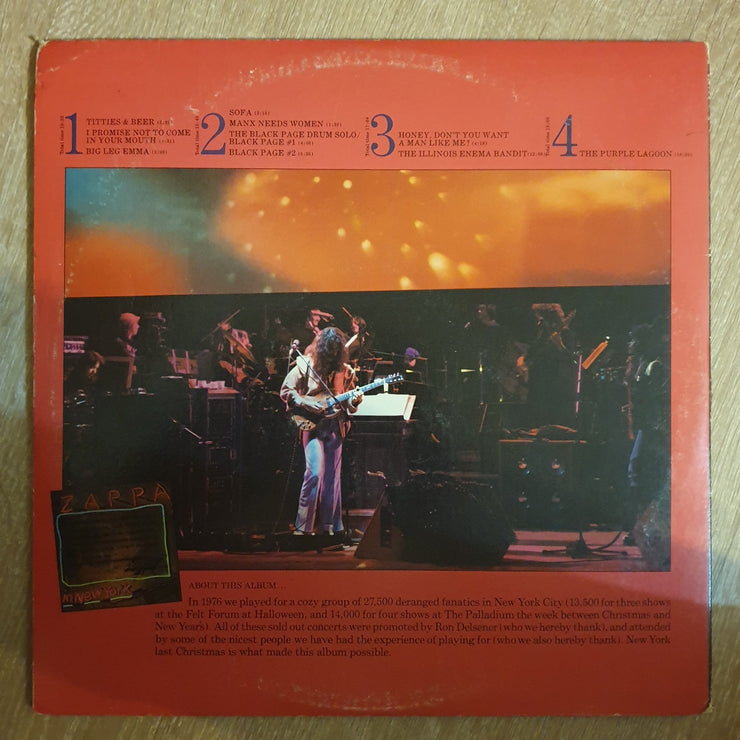 1
TITTIES & BEER
I PROMISE NOT TO COME
IN YOUR MOUTH
BIG LEG EMMA
2
SOFA
MANX NEEDS WOMEN
THE BLACK PAGE DRUM SOLO/
BLACK PAGE #1
BLACK PAGE #2
3
HONEY, DON'T YOU WANT
A MAN LIKE ME?
THE ILLINOIS ENEMA BANDIT
4
THE PURPLE LAGOON
ZAPPA
IN NEW YORK
ABOUT THIS ALBUM...
In 1976 we played for a cozy group of 27,500 deranged fanatics in New York City (13,500 for three shows
at the Felt Forum at Halloween, and 14,000 for four shows at The Palladium the week between Christmas and
New Year's). All of these sold out concerts were promoted by Ron Delsener (who we hereby thank), and attended
by some of the nicest people we have had the experience of playing for (who we also hereby thank). New York
last Christmas is what made this album possible.